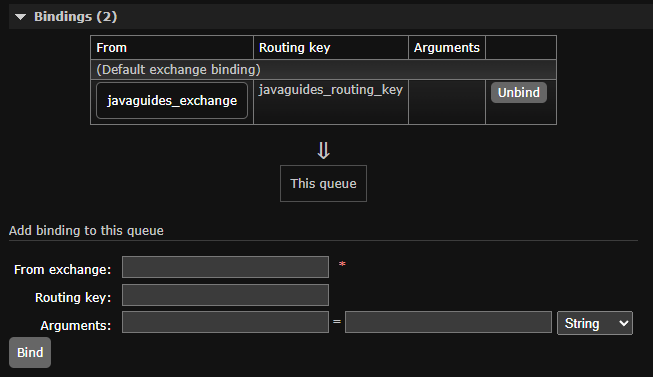 Bindings (2)
From Routing key Arguments
(Default exchange binding)
javaguides_exchange javaguides_routing_key Unbind
⇓
This queue
Add binding to this queue
From exchange: *
Routing key:
Arguments: = String
Bind